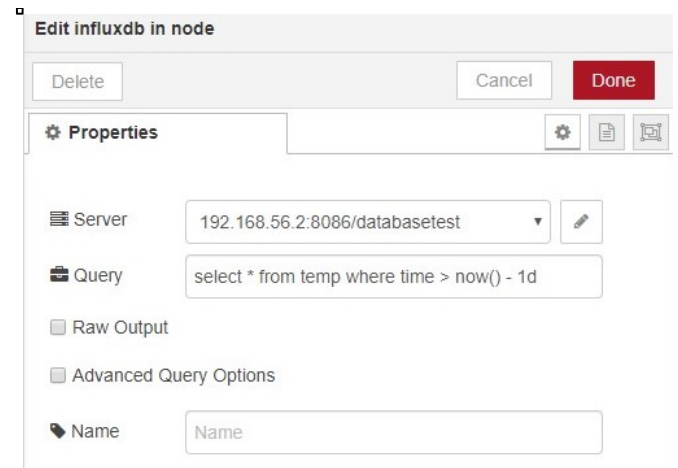 Edit influxdb in node
Delete Cancel Done
Properties
Server 192.168.56.2:8086/databasetest
Query select * from temp where time > now() - 1d
Raw Output
Advanced Query Options
Name Name